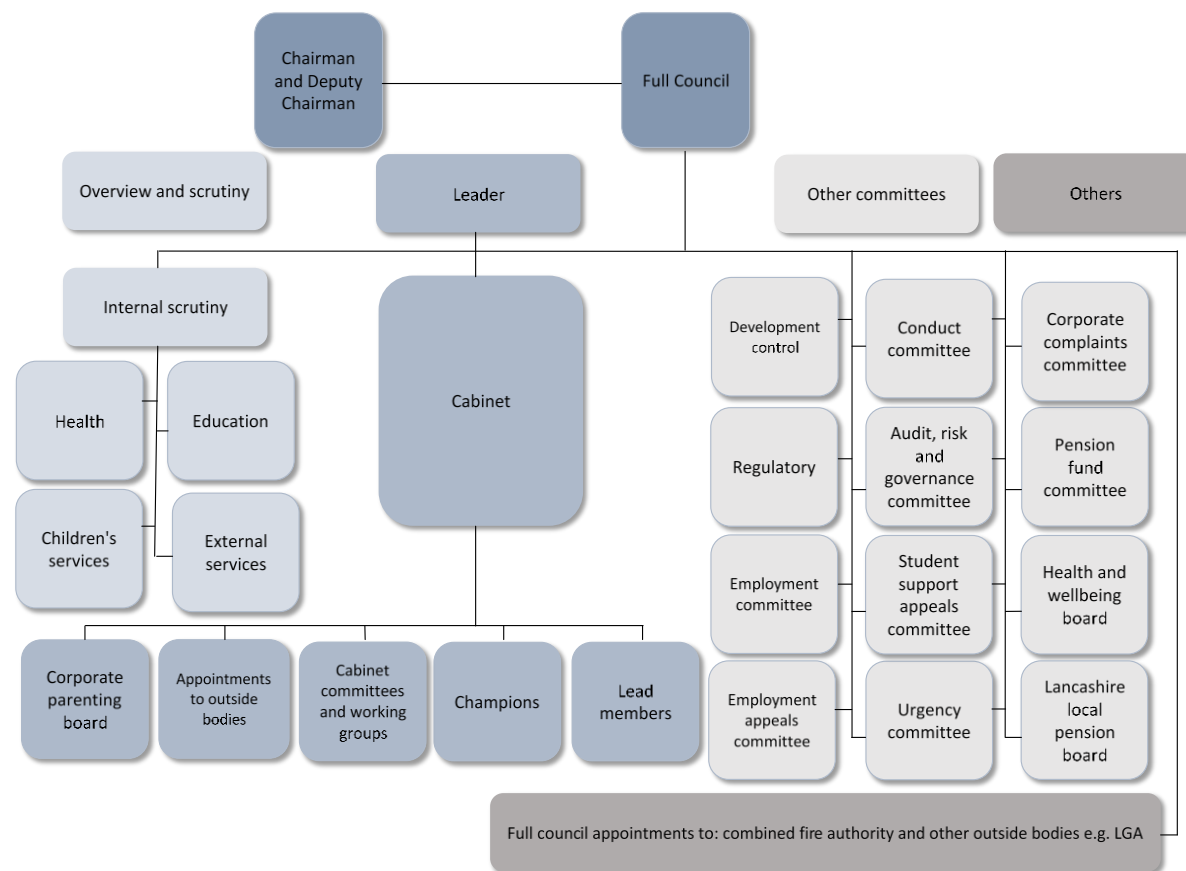 Chairman
and Deputy
Chairman
Full Council
Overview and scrutiny
Leader
Other committees
Others
Internal scrutiny
Health
Education
Children's
services
External
services
Cabinet
Corporate
parenting
board
Appointments
to outside
bodies
Cabinet
committees
and working
groups
Champions
Lead
members
Development
control
Conduct
committee
Corporate
complaints
committee
Regulatory
Audit, risk
and
governance
committee
Pension
fund
committee
Employment
committee
Student
support
appeals
committee
Health and
wellbeing
board
Employment
appeals
committee
Urgency
committee
Lancashire
local
pension
board
Full council appointments to: combined fire authority and other outside bodies e.g. LGA